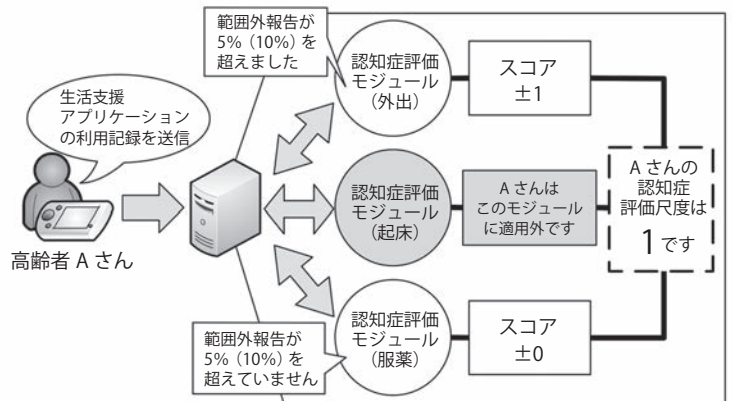 範囲外報告が
5%（10%）を
超えました
認知症評価
モジュール
（外出）
スコア
±1
生活支援
アプリケーション
の利用記録を送信
高齢者 A さん
認知症評価
モジュール
（起床）
A さんは
このモジュール
に適用外です
A さんの
認知症
評価尺度は
1 です
範囲外報告が
5%（10%）を
超えていません
認知症評価
モジュール
（服薬）
スコア
±0